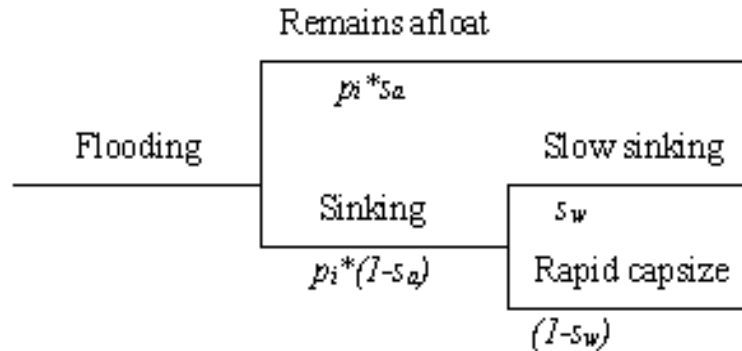 Remains afloat
pi*sa
Flooding
Slow sinking
Sinking
sw
pi*(1-sa)
Rapid capsize
(1-sw)